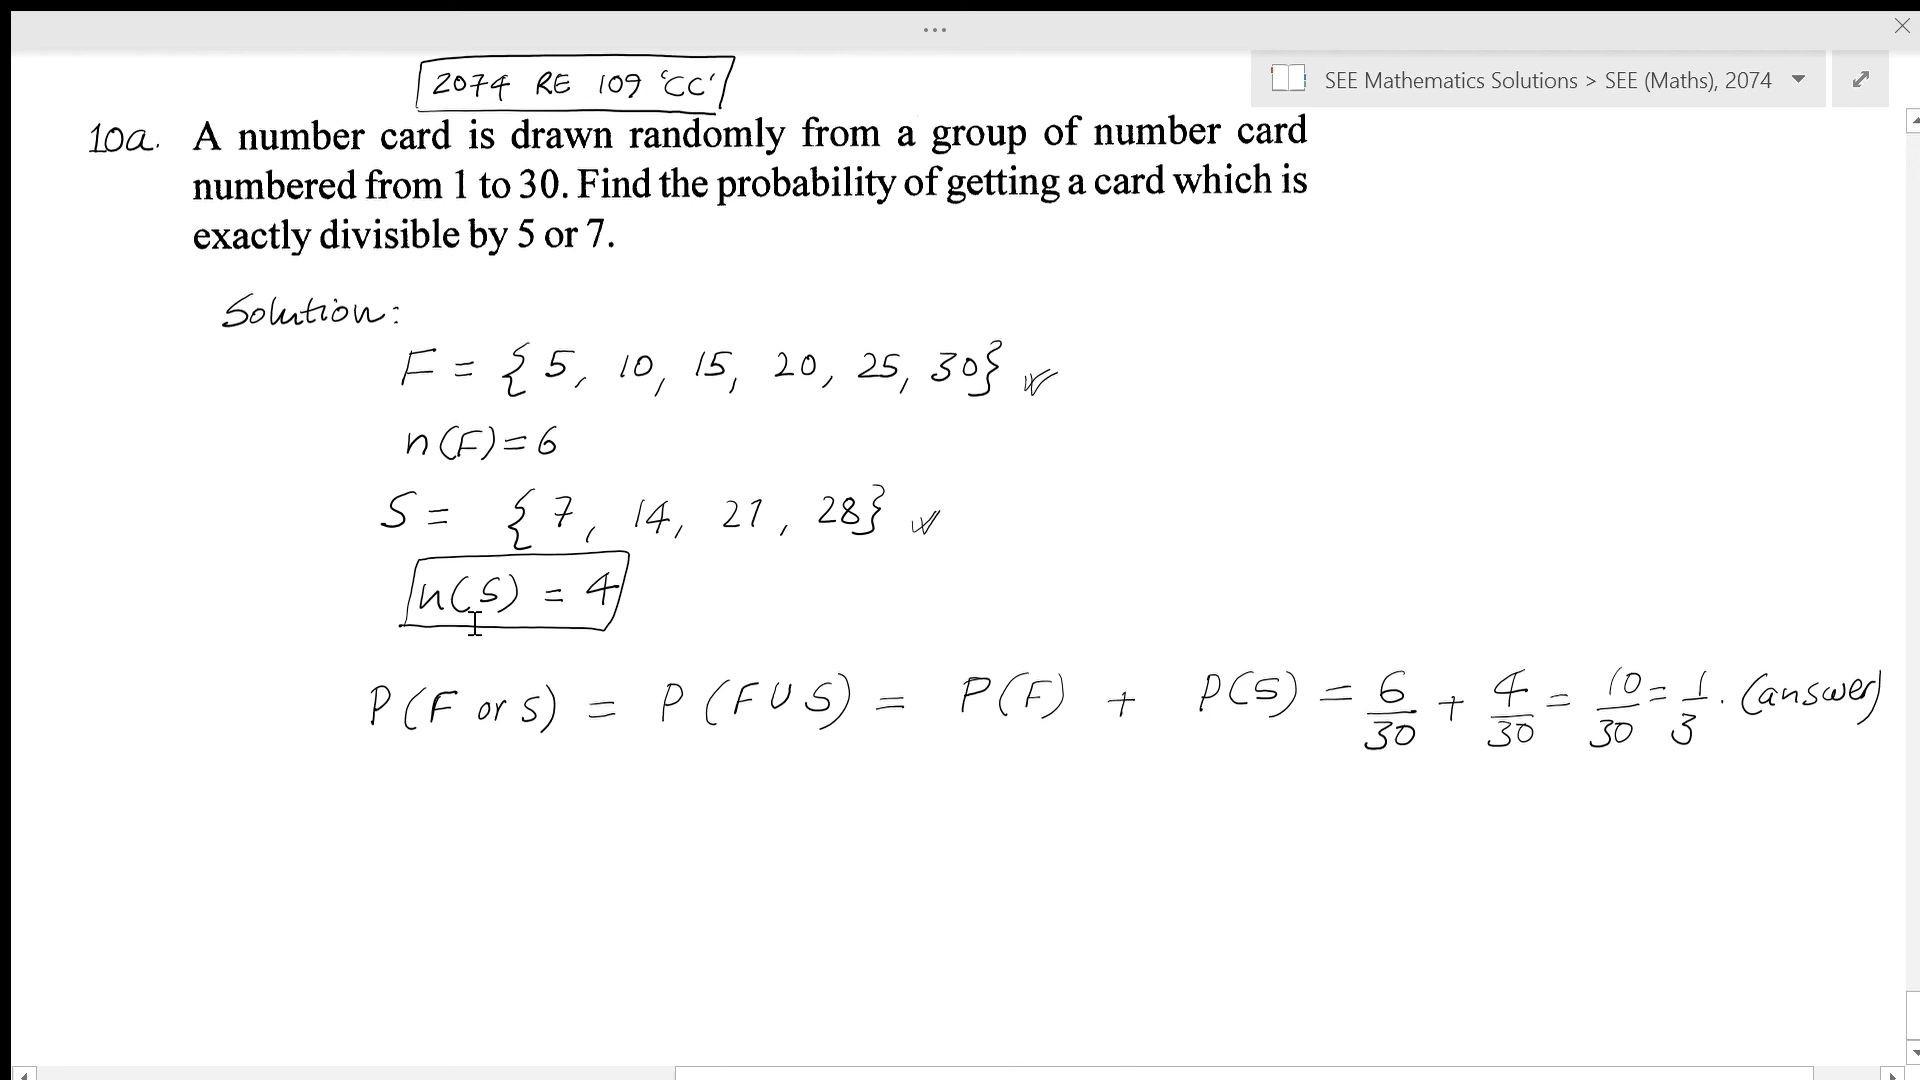 ...
2074 RE 109 'CC'
SEE Mathematics Solutions > SEE (Maths), 2074
10a. A number card is drawn randomly from a group of number card
numbered from 1 to 30. Find the probability of getting a card which is
exactly divisible by 5 or 7.
Solution:
F = { 5, 10, 15, 20, 25, 30}
n(F)=6
S = { 7, 14, 21, 28}
n(S) = 4
P(F or S) = P(F∪S) = P(F) + P(S) = 6/30 + 4/30 = 10/30 = 1/3. (answer)